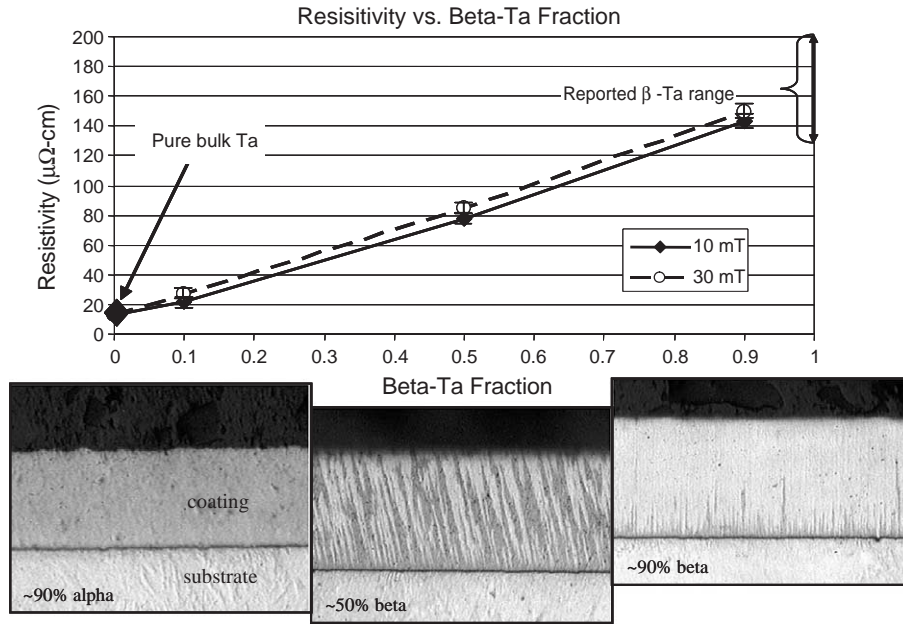 Resisitivity vs. Beta-Ta Fraction
200
180
160
140
120
100
80
60
40
20
0
Resistivity (μΩ-cm)
Pure bulk Ta
Reported β -Ta range
10 mT
30 mT
0 0.1 0.2 0.3 0.4 0.5 0.6 0.7 0.8 0.9 1
Beta-Ta Fraction
coating
substrate
~90% alpha
~50% beta
~90% beta